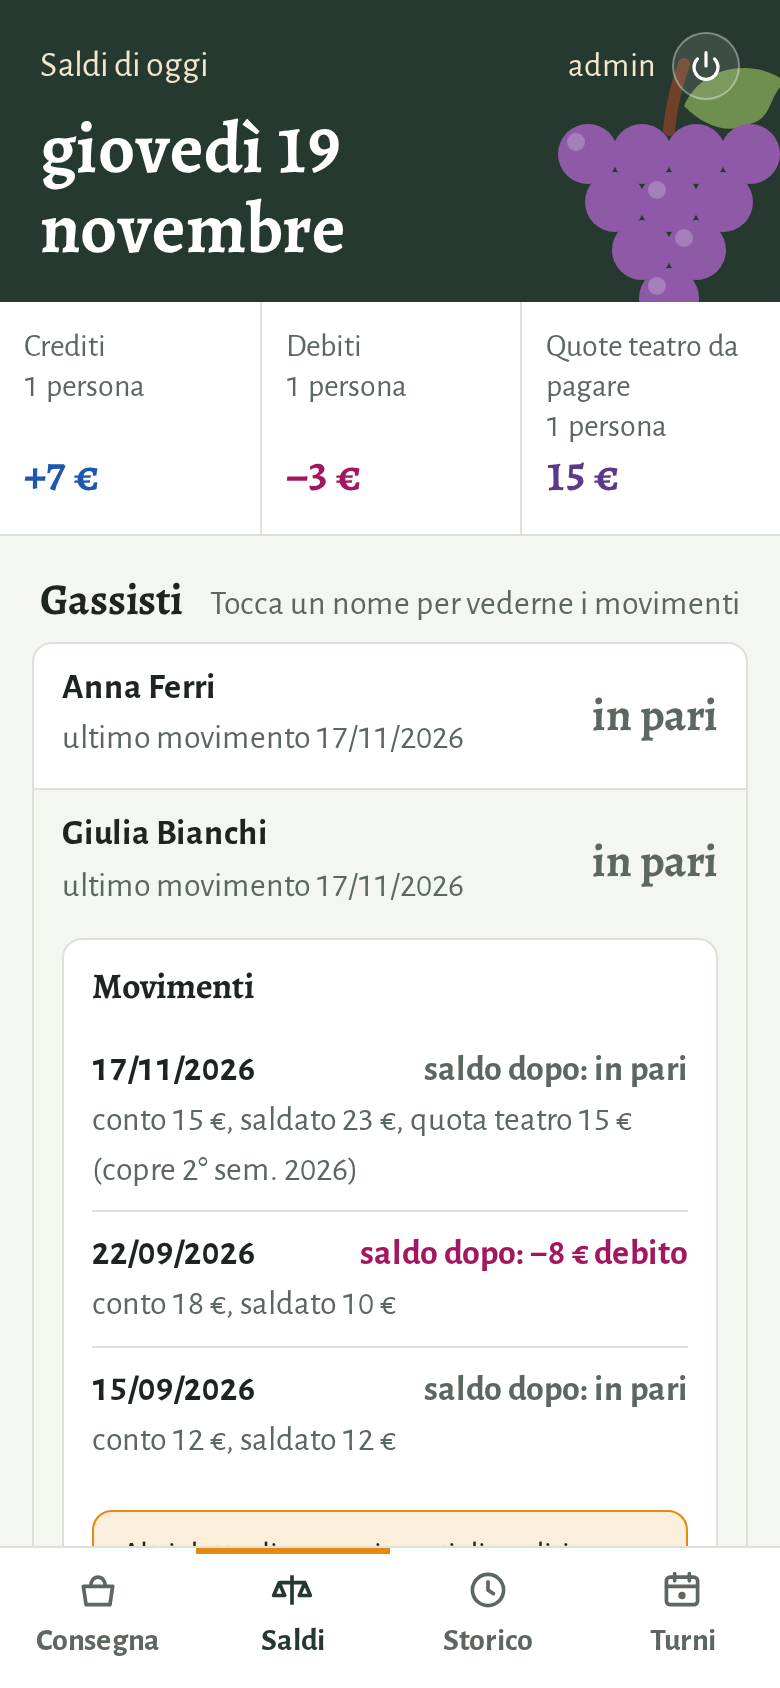 Saldi di oggi
admin
giovedì 19
novembre
Crediti
1 persona
+7 €
Debiti
1 persona
–3 €
Quote teatro da
pagare
1 persona
15 €
Gassisti
Tocca un nome per vederne i movimenti
Anna Ferri
ultimo movimento 17/11/2026
in pari
Giulia Bianchi
ultimo movimento 17/11/2026
in pari
Movimenti
17/11/2026
saldo dopo: in pari
conto 15 €, saldato 23 €, quota teatro 15 €
(copre 2° sem. 2026)
22/09/2026
saldo dopo: –8 € debito
conto 18 €, saldato 10 €
15/09/2026
saldo dopo: in pari
conto 12 €, saldato 12 €
Consegna
Saldi
Storico
Turni